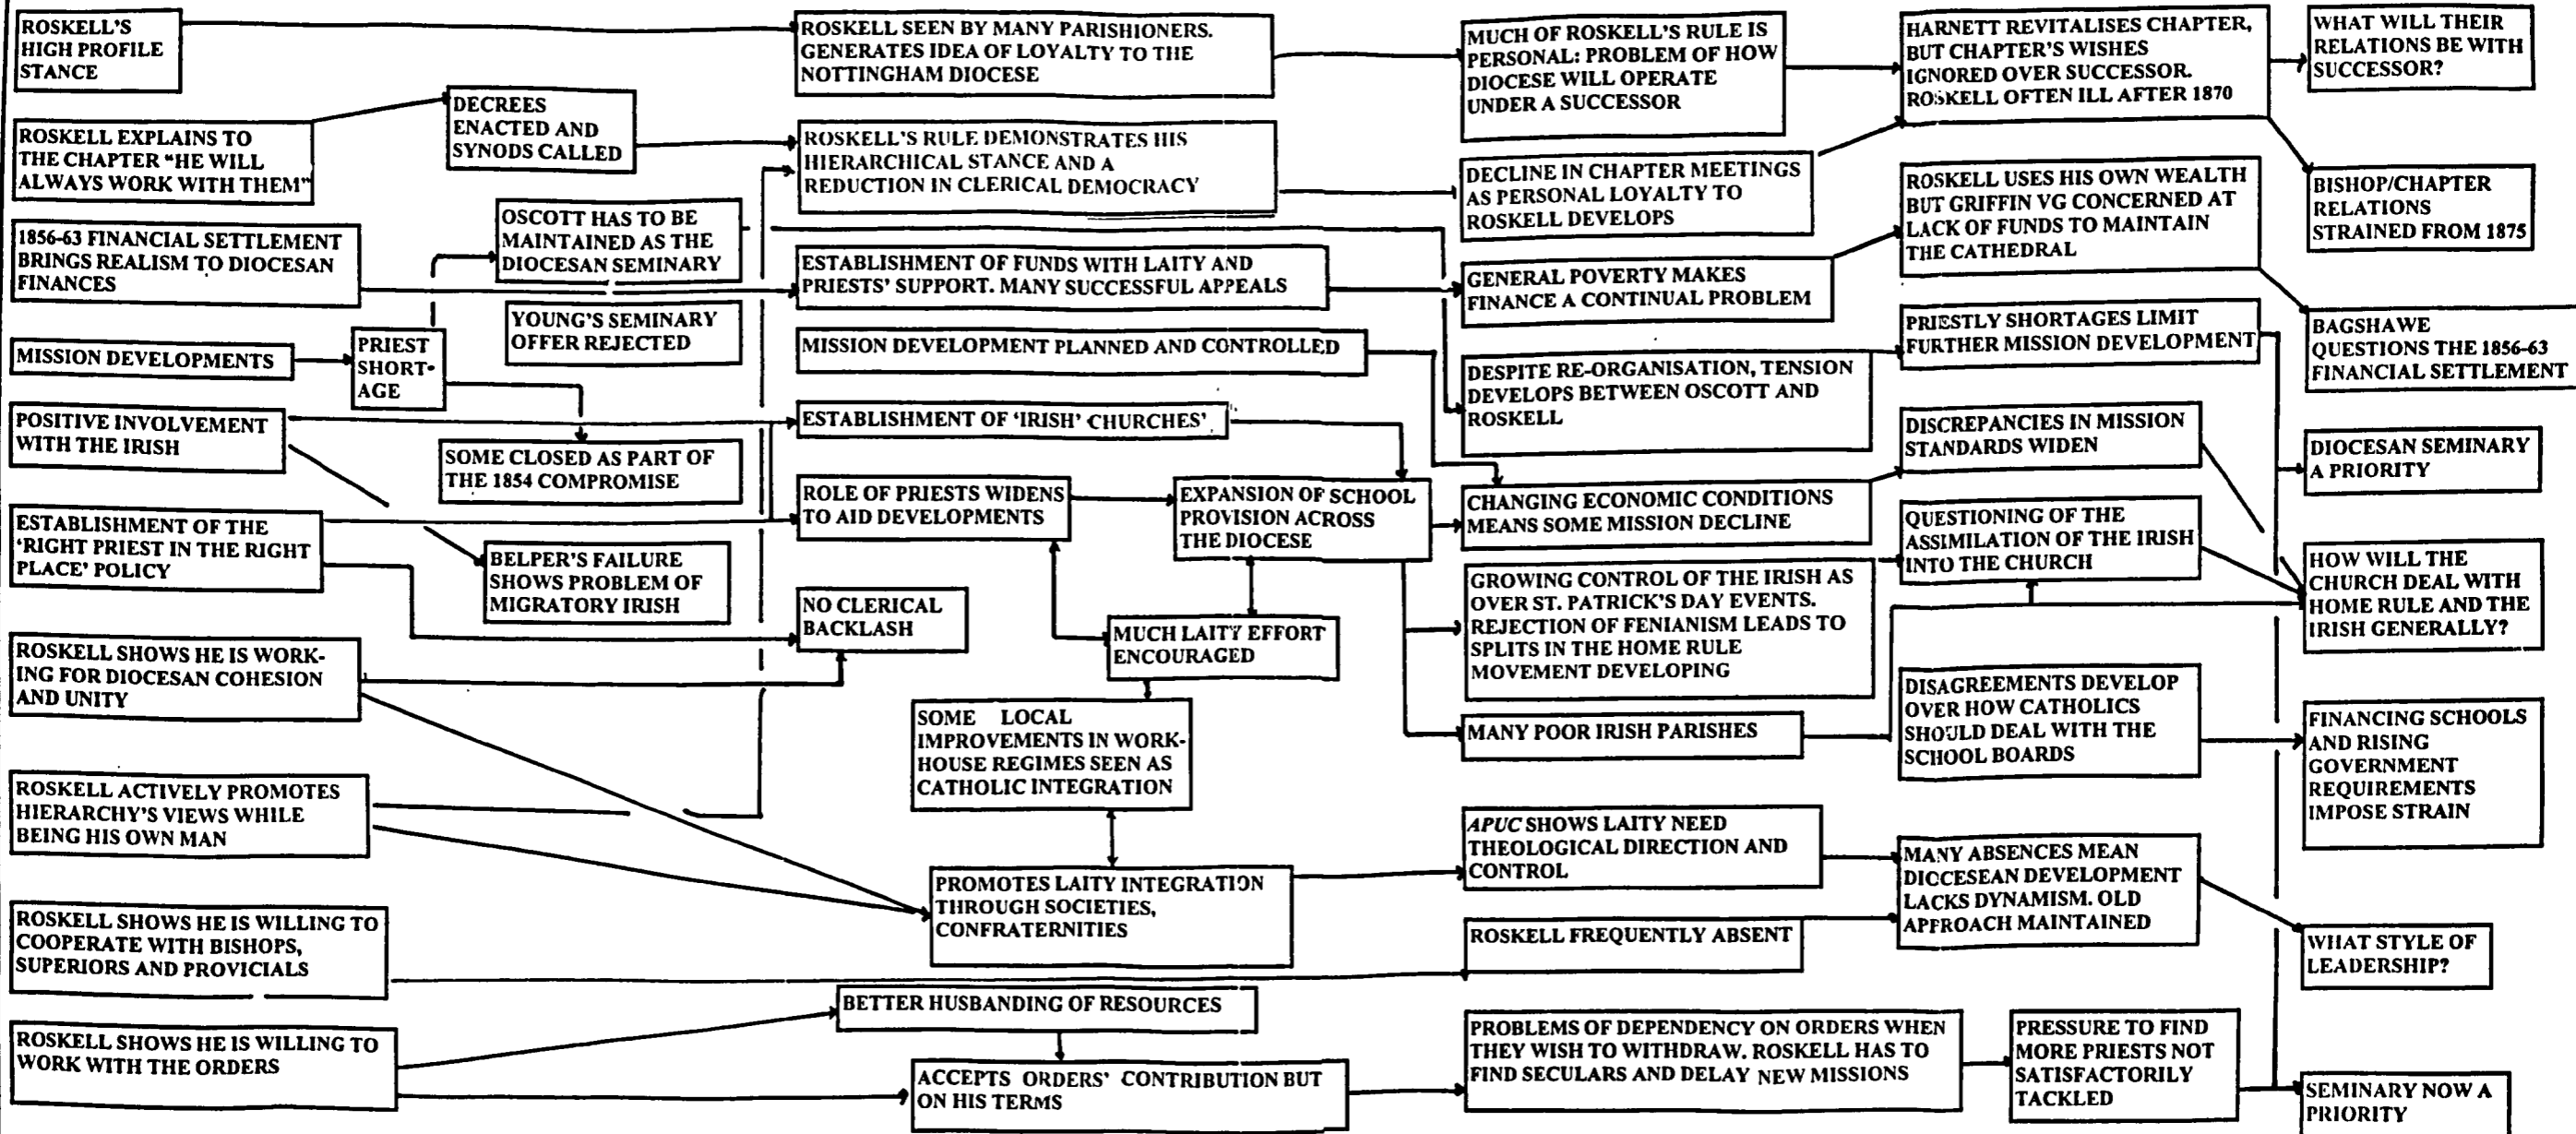 ROSKELL'S
HIGH PROFILE
STANCE
ROSKELL EXPLAINS TO
THE CHAPTER "HE WILL
ALWAYS WORK WITH THEM"
1856-63 FINANCIAL SETTLEMENT
BRINGS REALISM TO DIOCESAN
FINANCES
MISSION DEVELOPMENTS
POSITIVE INVOLVEMENT
WITH THE IRISH
ESTABLISHMENT OF THE
'RIGHT PRIEST IN THE RIGHT
PLACE' POLICY
ROSKELL SHOWS HE IS WORK-
ING FOR DIOCESAN COHESION
AND UNITY
ROSKELL ACTIVELY PROMOTES
HIERARCHY'S VIEWS WHILE
BEING HIS OWN MAN
ROSKELL SHOWS HE IS WILLING TO
COOPERATE WITH BISHOPS,
SUPERIORS AND PROVICIALS
ROSKELL SHOWS HE IS WILLING TO
WORK WITH THE ORDERS
DECREES
ENACTED AND
SYNODS CALLED
OSCOTT HAS TO BE
MAINTAINED AS THE
DIOCESAN SEMINARY
YOUNG'S SEMINARY
OFFER REJECTED
PRIEST
SHORT-
AGE
SOME CLOSED AS PART OF
THE 1854 COMPROMISE
BELPER'S FAILURE
SHOWS PROBLEM OF
MIGRATORY IRISH
ROSKELL SEEN BY MANY PARISHIONERS.
GENERATES IDEA OF LOYALTY TO THE
NOTTINGHAM DIOCESE
ROSKELL'S RULE DEMONSTRATES HIS
HIERARCHICAL STANCE AND A
REDUCTION IN CLERICAL DEMOCRACY
ESTABLISHMENT OF FUNDS WITH LAITY AND
PRIESTS' SUPPORT. MANY SUCCESSFUL APPEALS
MISSION DEVELOPMENT PLANNED AND CONTROLLED
ESTABLISHMENT OF 'IRISH' CHURCHES'
ROLE OF PRIESTS WIDENS
TO AID DEVELOPMENTS
EXPANSION OF SCHOOL
PROVISION ACROSS
THE DIOCESE
NO CLERICAL
BACKLASH
MUCH LAITY EFFORT
ENCOURAGED
SOME LOCAL
IMPROVEMENTS IN WORK-
HOUSE REGIMES SEEN AS
CATHOLIC INTEGRATION
PROMOTES LAITY INTEGRATION
THROUGH SOCIETIES,
CONFRATERNITIES
BETTER HUSBANDING OF RESOURCES
ACCEPTS ORDERS' CONTRIBUTION BUT
ON HIS TERMS
MUCH OF ROSKELL'S RULE IS
PERSONAL: PROBLEM OF HOW
DIOCESE WILL OPERATE
UNDER A SUCCESSOR
DECLINE IN CHAPTER MEETINGS
AS PERSONAL LOYALTY TO
ROSKELL DEVELOPS
GENERAL POVERTY MAKES
FINANCE A CONTINUAL PROBLEM
DESPITE RE-ORGANISATION, TENSION
DEVELOPS BETWEEN OSCOTT AND
ROSKELL
CHANGING ECONOMIC CONDITIONS
MEANS SOME MISSION DECLINE
GROWING CONTROL OF THE IRISH AS
OVER ST. PATRICK'S DAY EVENTS.
REJECTION OF FENIANISM LEADS TO
SPLITS IN THE HOME RULE
MOVEMENT DEVELOPING
MANY POOR IRISH PARISHES
APUC SHOWS LAITY NEED
THEOLOGICAL DIRECTION AND
CONTROL
ROSKELL FREQUENTLY ABSENT
PROBLEMS OF DEPENDENCY ON ORDERS WHEN
THEY WISH TO WITHDRAW. ROSKELL HAS TO
FIND SECULARS AND DELAY NEW MISSIONS
HARNETT REVITALISES CHAPTER,
BUT CHAPTER'S WISHES
IGNORED OVER SUCCESSOR.
ROSKELL OFTEN ILL AFTER 1870
ROSKELL USES HIS OWN WEALTH
BUT GRIFFIN VG CONCERNED AT
LACK OF FUNDS TO MAINTAIN
THE CATHEDRAL
PRIESTLY SHORTAGES LIMIT
FURTHER MISSION DEVELOPMENT
DISCREPANCIES IN MISSION
STANDARDS WIDEN
QUESTIONING OF THE
ASSIMILATION OF THE IRISH
INTO THE CHURCH
DISAGREEMENTS DEVELOP
OVER HOW CATHOLICS
SHOULD DEAL WITH THE
SCHOOL BOARDS
MANY ABSENCES MEAN
DIOCESEAN DEVELOPMENT
LACKS DYNAMISM. OLD
APPROACH MAINTAINED
PRESSURE TO FIND
MORE PRIESTS NOT
SATISFACTORILY
TACKLED
WHAT WILL THEIR
RELATIONS BE WITH
SUCCESSOR?
BISHOP/CHAPTER
RELATIONS
STRAINED FROM 1875
BAGSHAWE
QUESTIONS THE 1856-63
FINANCIAL SETTLEMENT
DIOCESAN SEMINARY
A PRIORITY
HOW WILL THE
CHURCH DEAL WITH
HOME RULE AND THE
IRISH GENERALLY?
FINANCING SCHOOLS
AND RISING
GOVERNMENT
REQUIREMENTS
IMPOSE STRAIN
WHAT STYLE OF
LEADERSHIP?
SEMINARY NOW A
PRIORITY